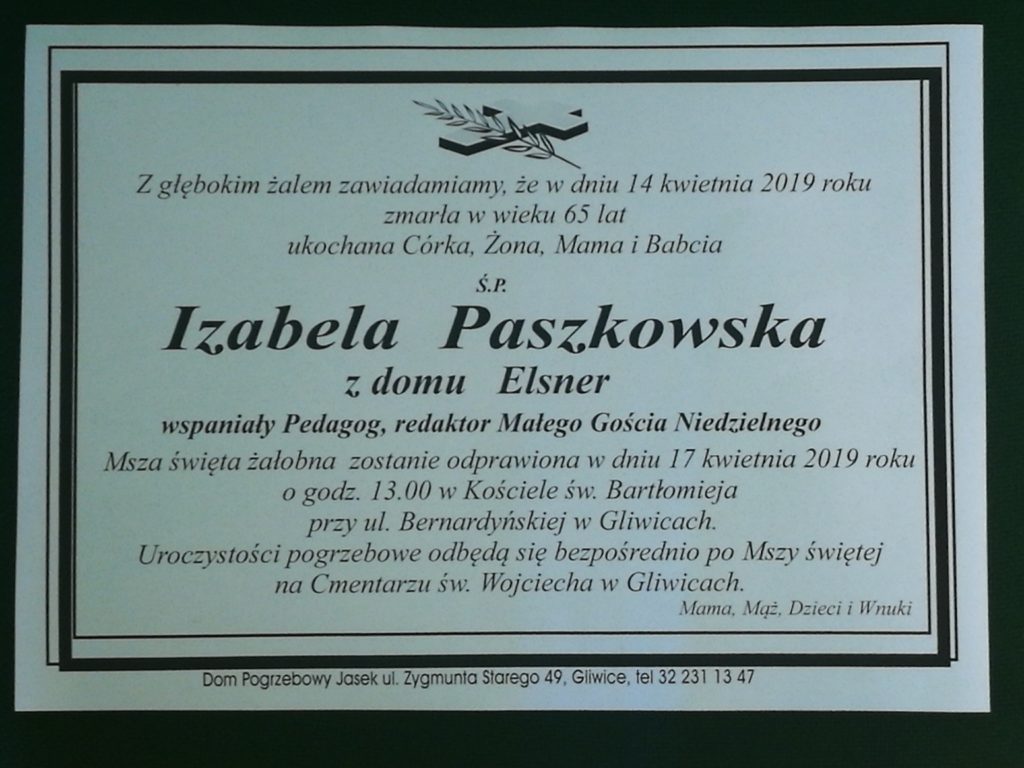 Z głębokim żalem zawiadamiamy, że w dniu 14 kwietnia 2019 roku
zmarła w wieku 65 lat
ukochana Córka, Żona, Mama i Babcia
Ś.P.
Izabela Paszkowska
z domu Elsner
wspaniały Pedagog, redaktor Małego Gościa Niedzielnego
Msza święta żałobna zostanie odprawiona w dniu 17 kwietnia 2019 roku
o godz. 13.00 w Kościele św. Bartłomieja
przy ul. Bernardyńskiej w Gliwicach.
Uroczystości pogrzebowe odbędą się bezpośrednio po Mszy świętej
na Cmentarzu św. Wojciecha w Gliwicach.
Mama, Mąż, Dzieci i Wnuki
Dom Pogrzebowy Jasek ul. Zygmunta Starego 49, Gliwice, tel 32 231 13 47